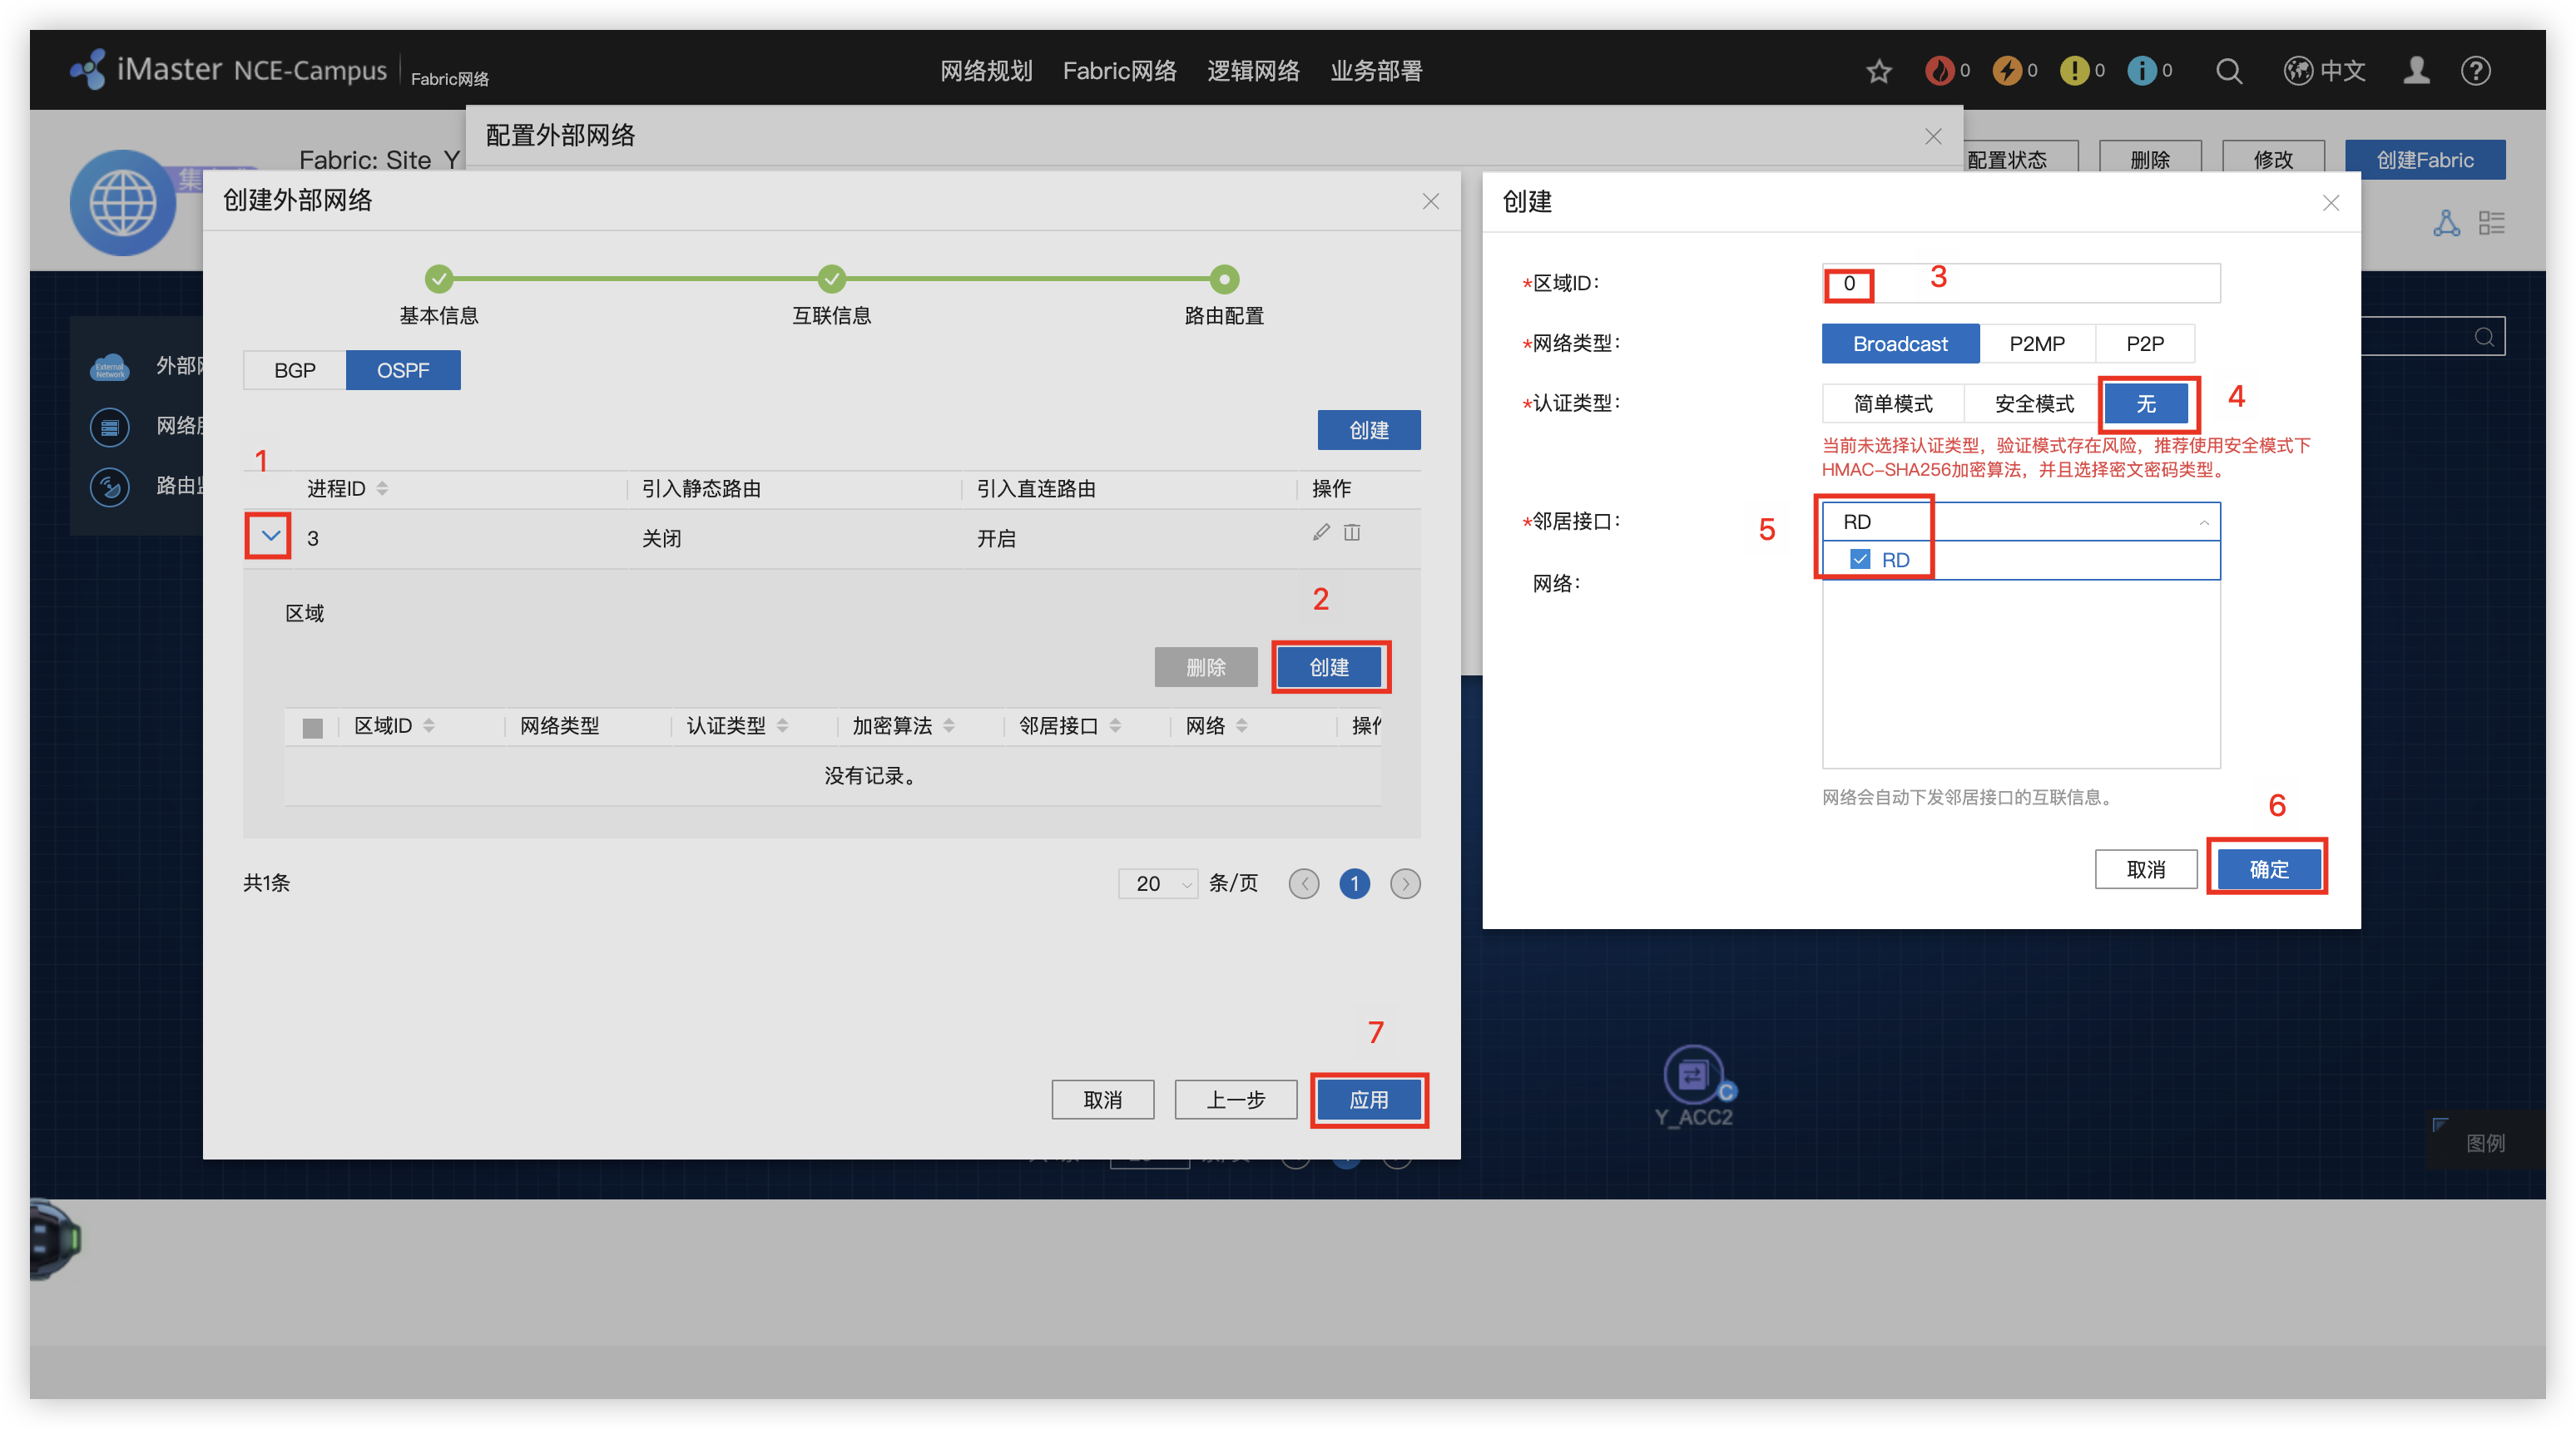 iMaster NCE-Campus Fabric网络
网络规划 Fabric网络 逻辑网络 业务部署
0 0 0 0 中文
配置外部网络
Fabric: Site_Y
配置状态 删除 修改 创建Fabric
创建外部网络
基本信息 互联信息 路由配置
External Network
外部
网络
路由
BGP OSPF
创建
1
进程ID 引入静态路由 引入直连路由 操作
3 关闭 开启
2
区域
删除 创建
区域ID 网络类型 认证类型 加密算法 邻居接口 网络 操作
没有记录。
共1条
20 条/页 1
7
取消 上一步 应用
创建
*区域ID: 0 3
*网络类型: Broadcast P2MP P2P
*认证类型: 简单模式 安全模式 无 4
当前未选择认证类型，验证模式存在风险，推荐使用安全模式下
HMAC-SHA256加密算法，并且选择密文密码类型。
*邻居接口: 5 RD
RD
网络:
网络会自动下发邻居接口的互联信息。
6
取消 确定
C
Y_ACC2
图例